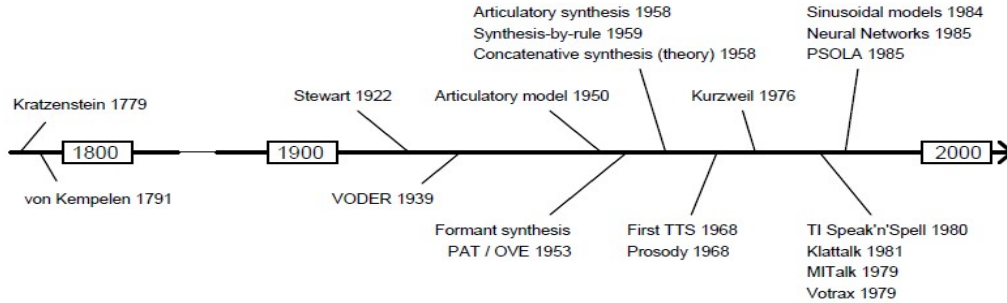 Articulatory synthesis 1958
Synthesis-by-rule 1959
Concatenative synthesis (theory) 1958
Sinusoidal models 1984
Neural Networks 1985
PSOLA 1985
Kratzenstein 1779
Stewart 1922
Articulatory model 1950
Kurzweil 1976
1800
1900
2000
von Kempelen 1791
VODER 1939
Formant synthesis
PAT / OVE 1953
First TTS 1968
Prosody 1968
TI Speak'n'Spell 1980
Klattalk 1981
MITalk 1979
Votrax 1979